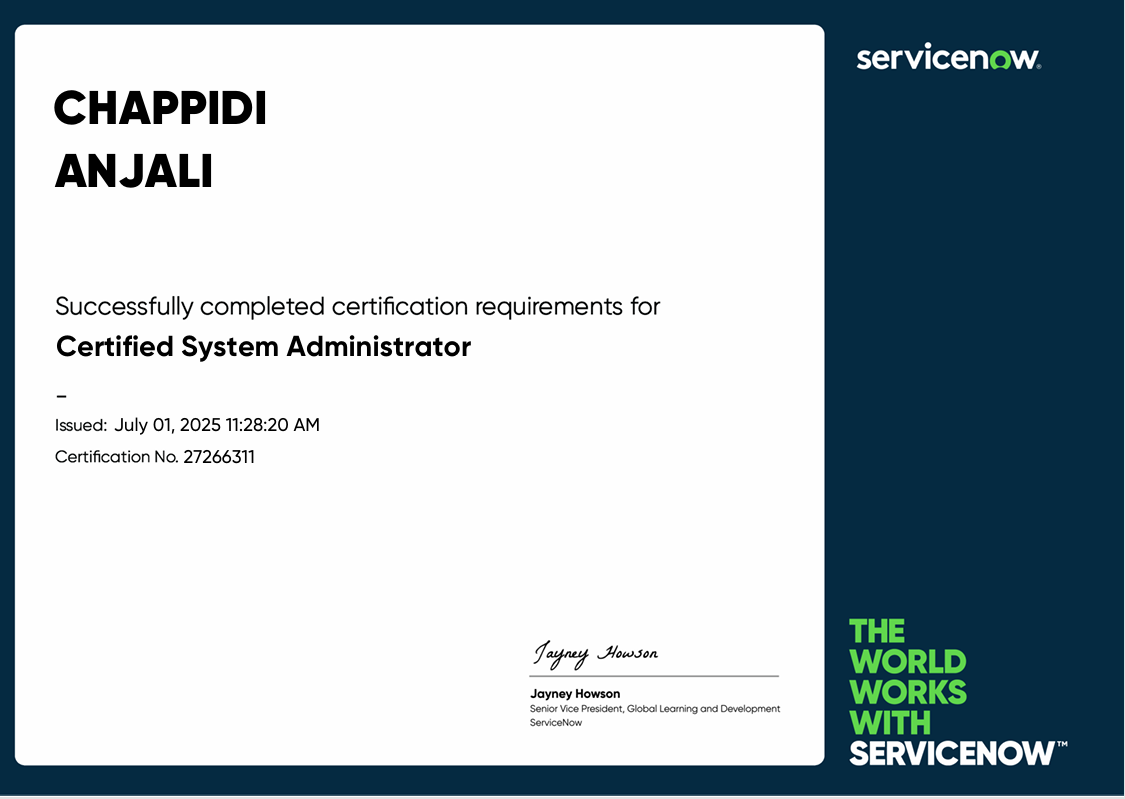 CHAPPIDI
ANJALI
Successfully completed certification requirements for
Certified System Administrator
–
Issued: July 01, 2025 11:28:20 AM
Certification No. 27266311
Jayney Howson
Jayney Howson
Senior Vice President, Global Learning and Development
ServiceNow
servicenow®
THE
WORLD
WORKS
WITH
SERVICENOW™